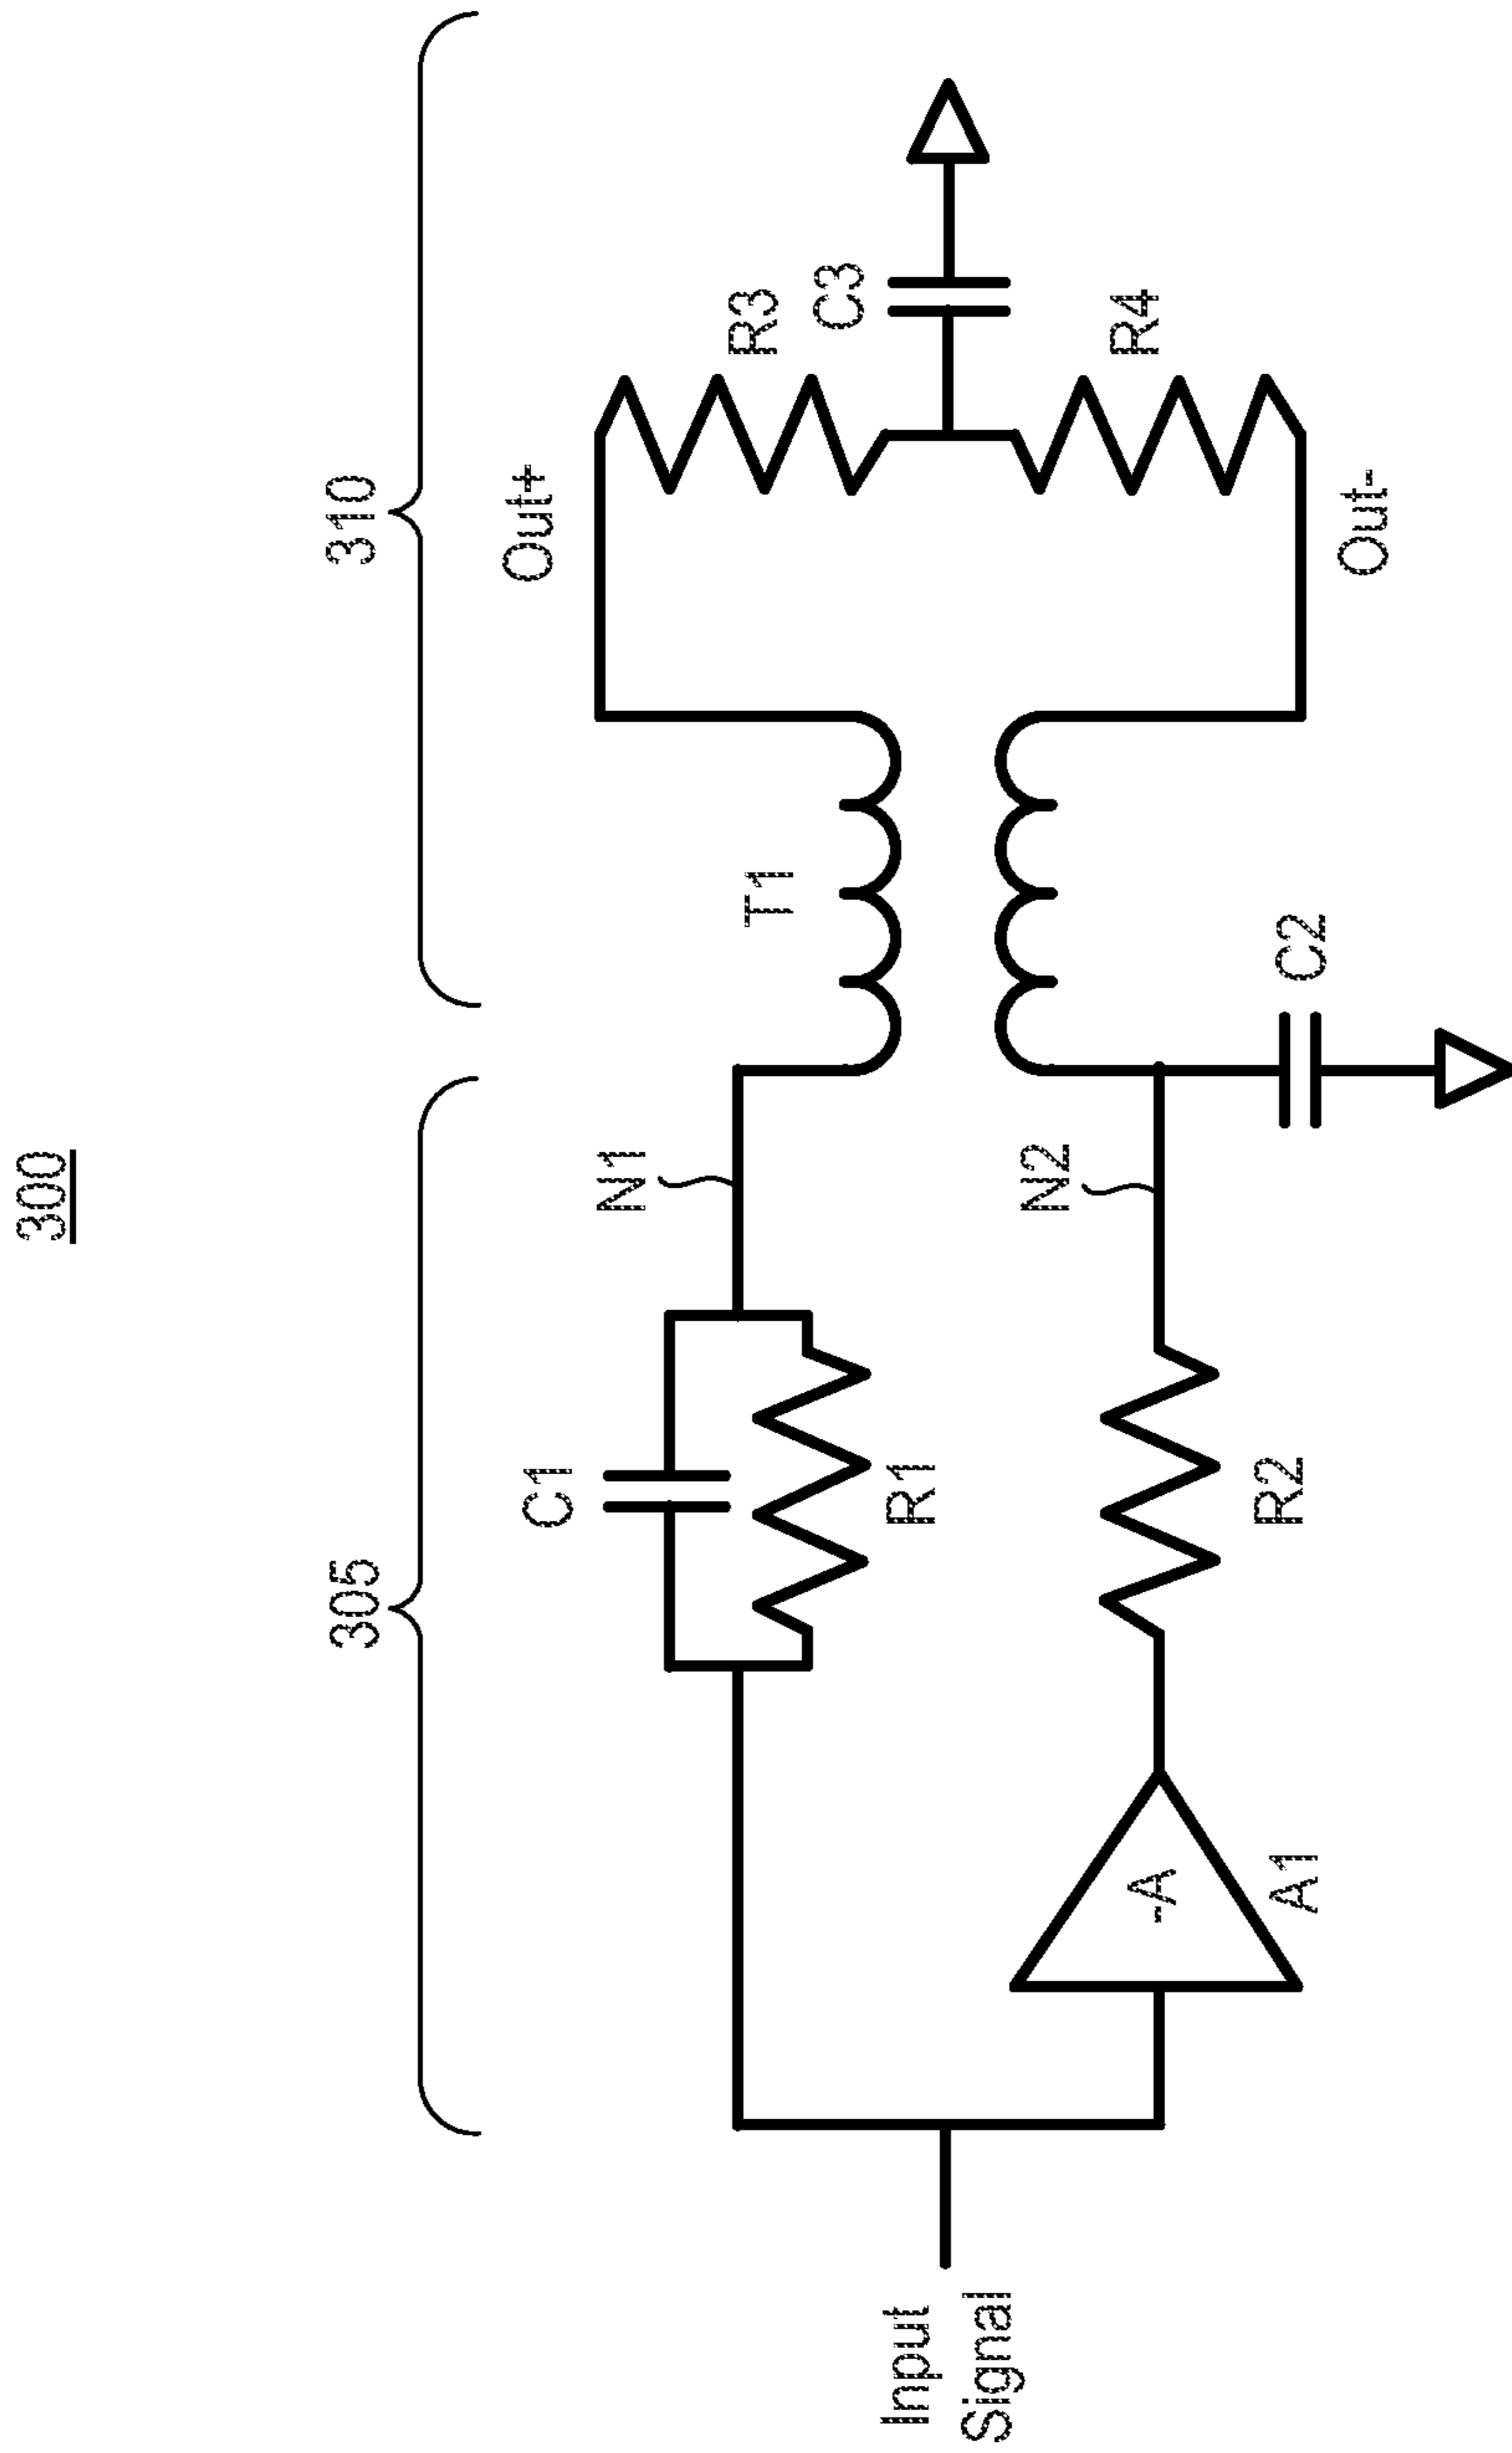 300
305
310
C1
N1
T1
Out+
R3
C3
R1
Input
Signal
-A
A1
R2
N2
C2
R4
Out-